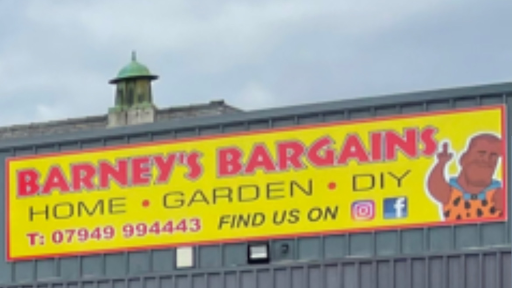 BARNEY'S BARGAINS
HOME • GARDEN • DIY
T: 07949 994443 FIND US ON